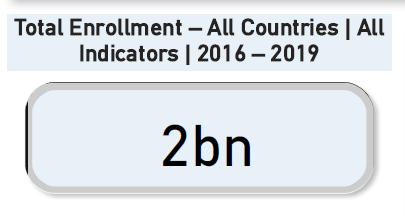 Total Enrollment – All Countries | All
Indicators | 2016 – 2019
2bn